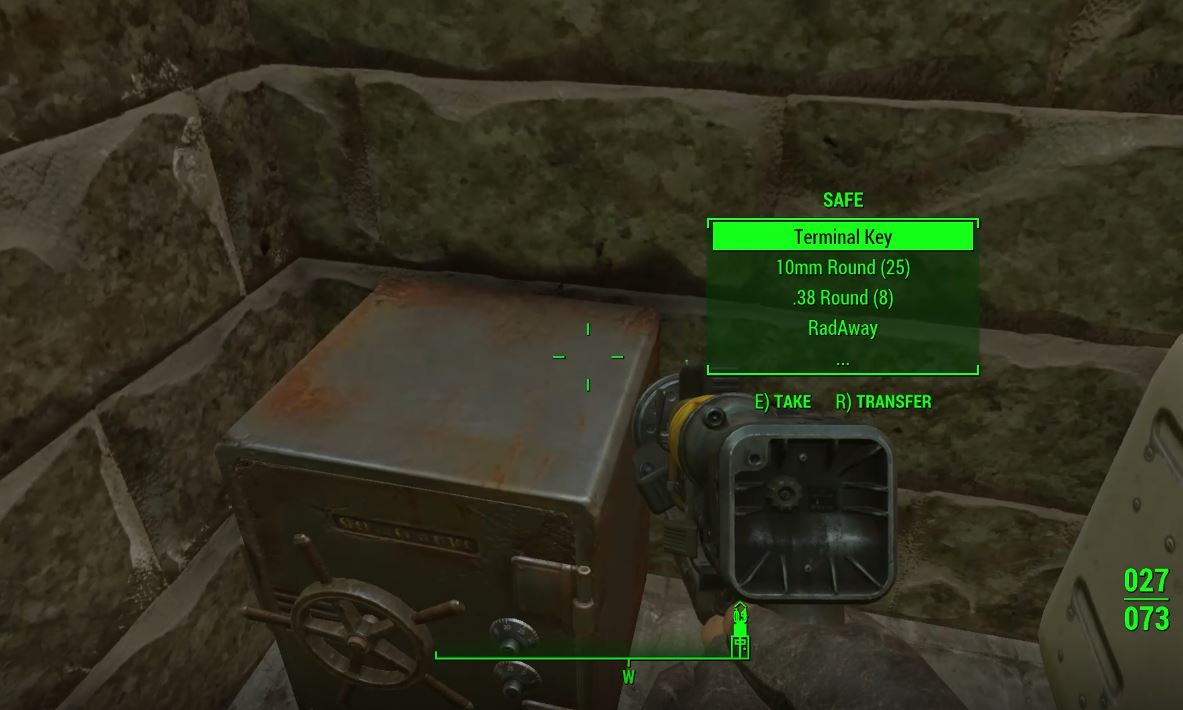 SAFE
Terminal Key
10mm Round (25)
.38 Round (8)
RadAway
...
E) TAKE R) TRANSFER
027
073
W